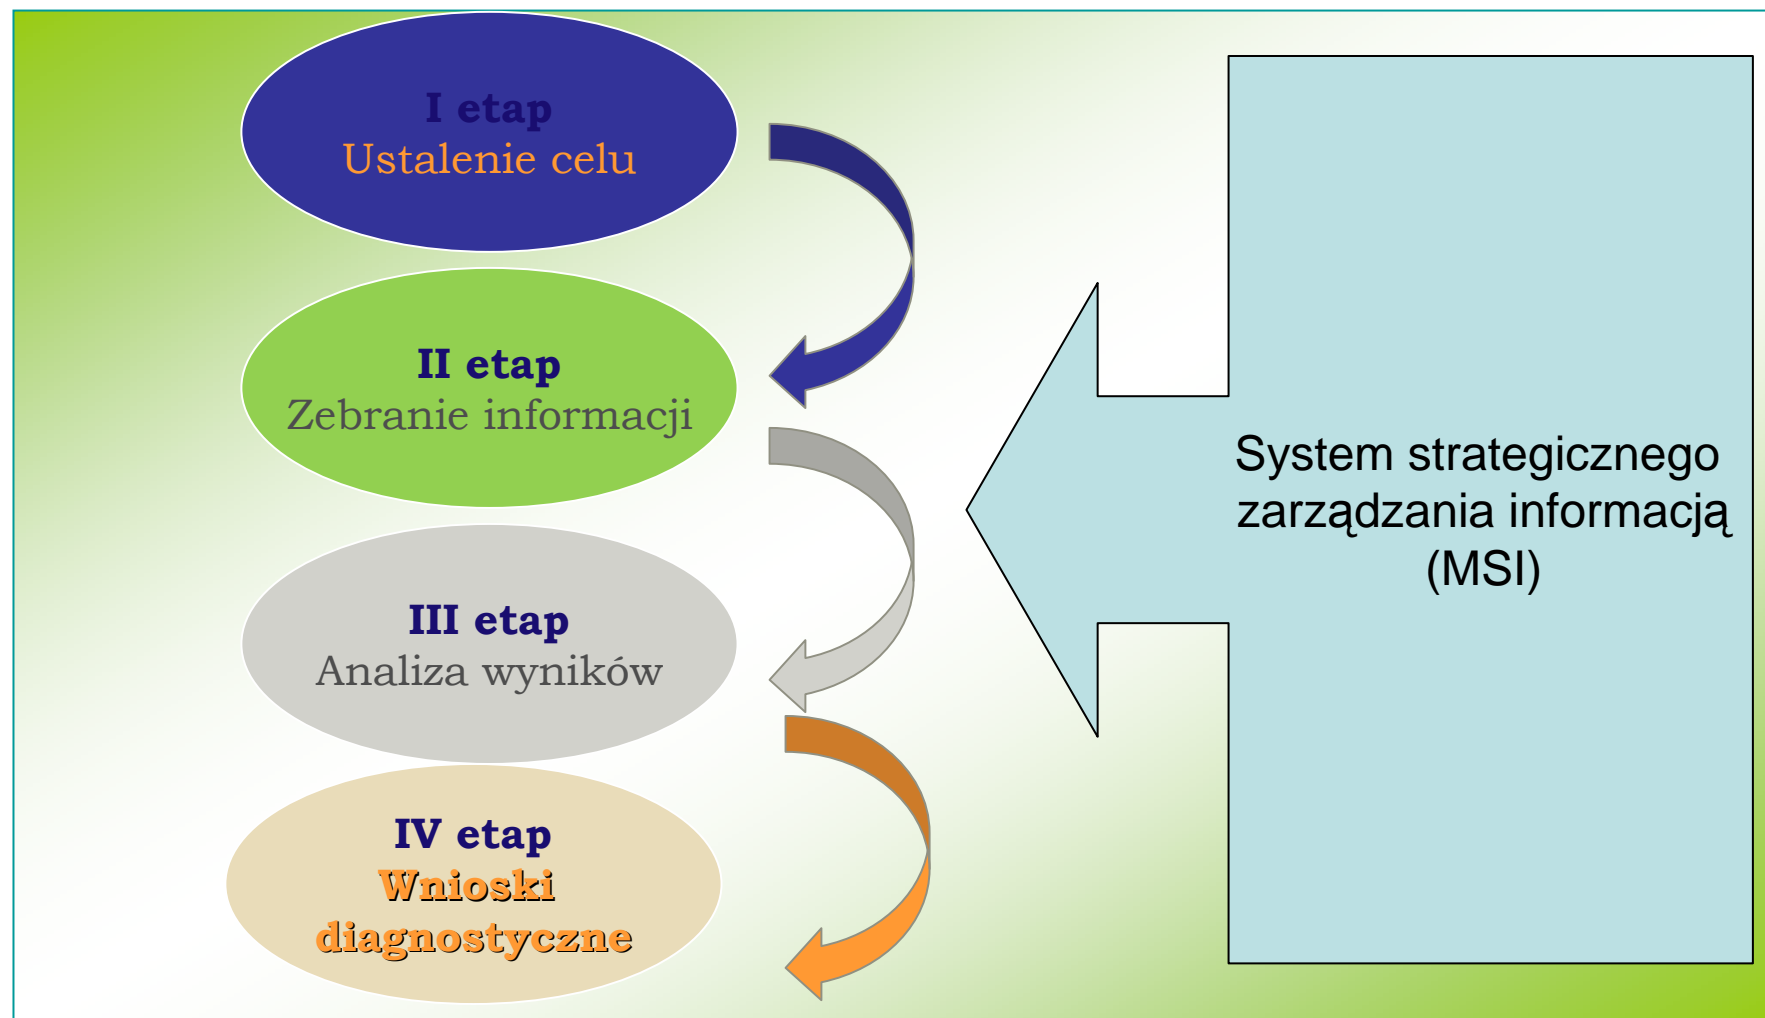 I etap
Ustalenie celu
II etap
Zebranie informacji
III etap
Analiza wyników
IV etap
Wnioski
diagnostyczne
System strategicznego
zarządzania informacją
(MSI)